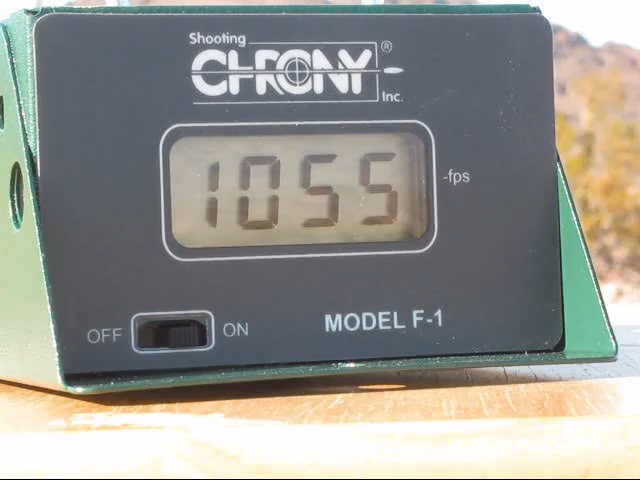 Shooting
CHRONY®
Inc.
1055 -fps
OFF ON MODEL F-1